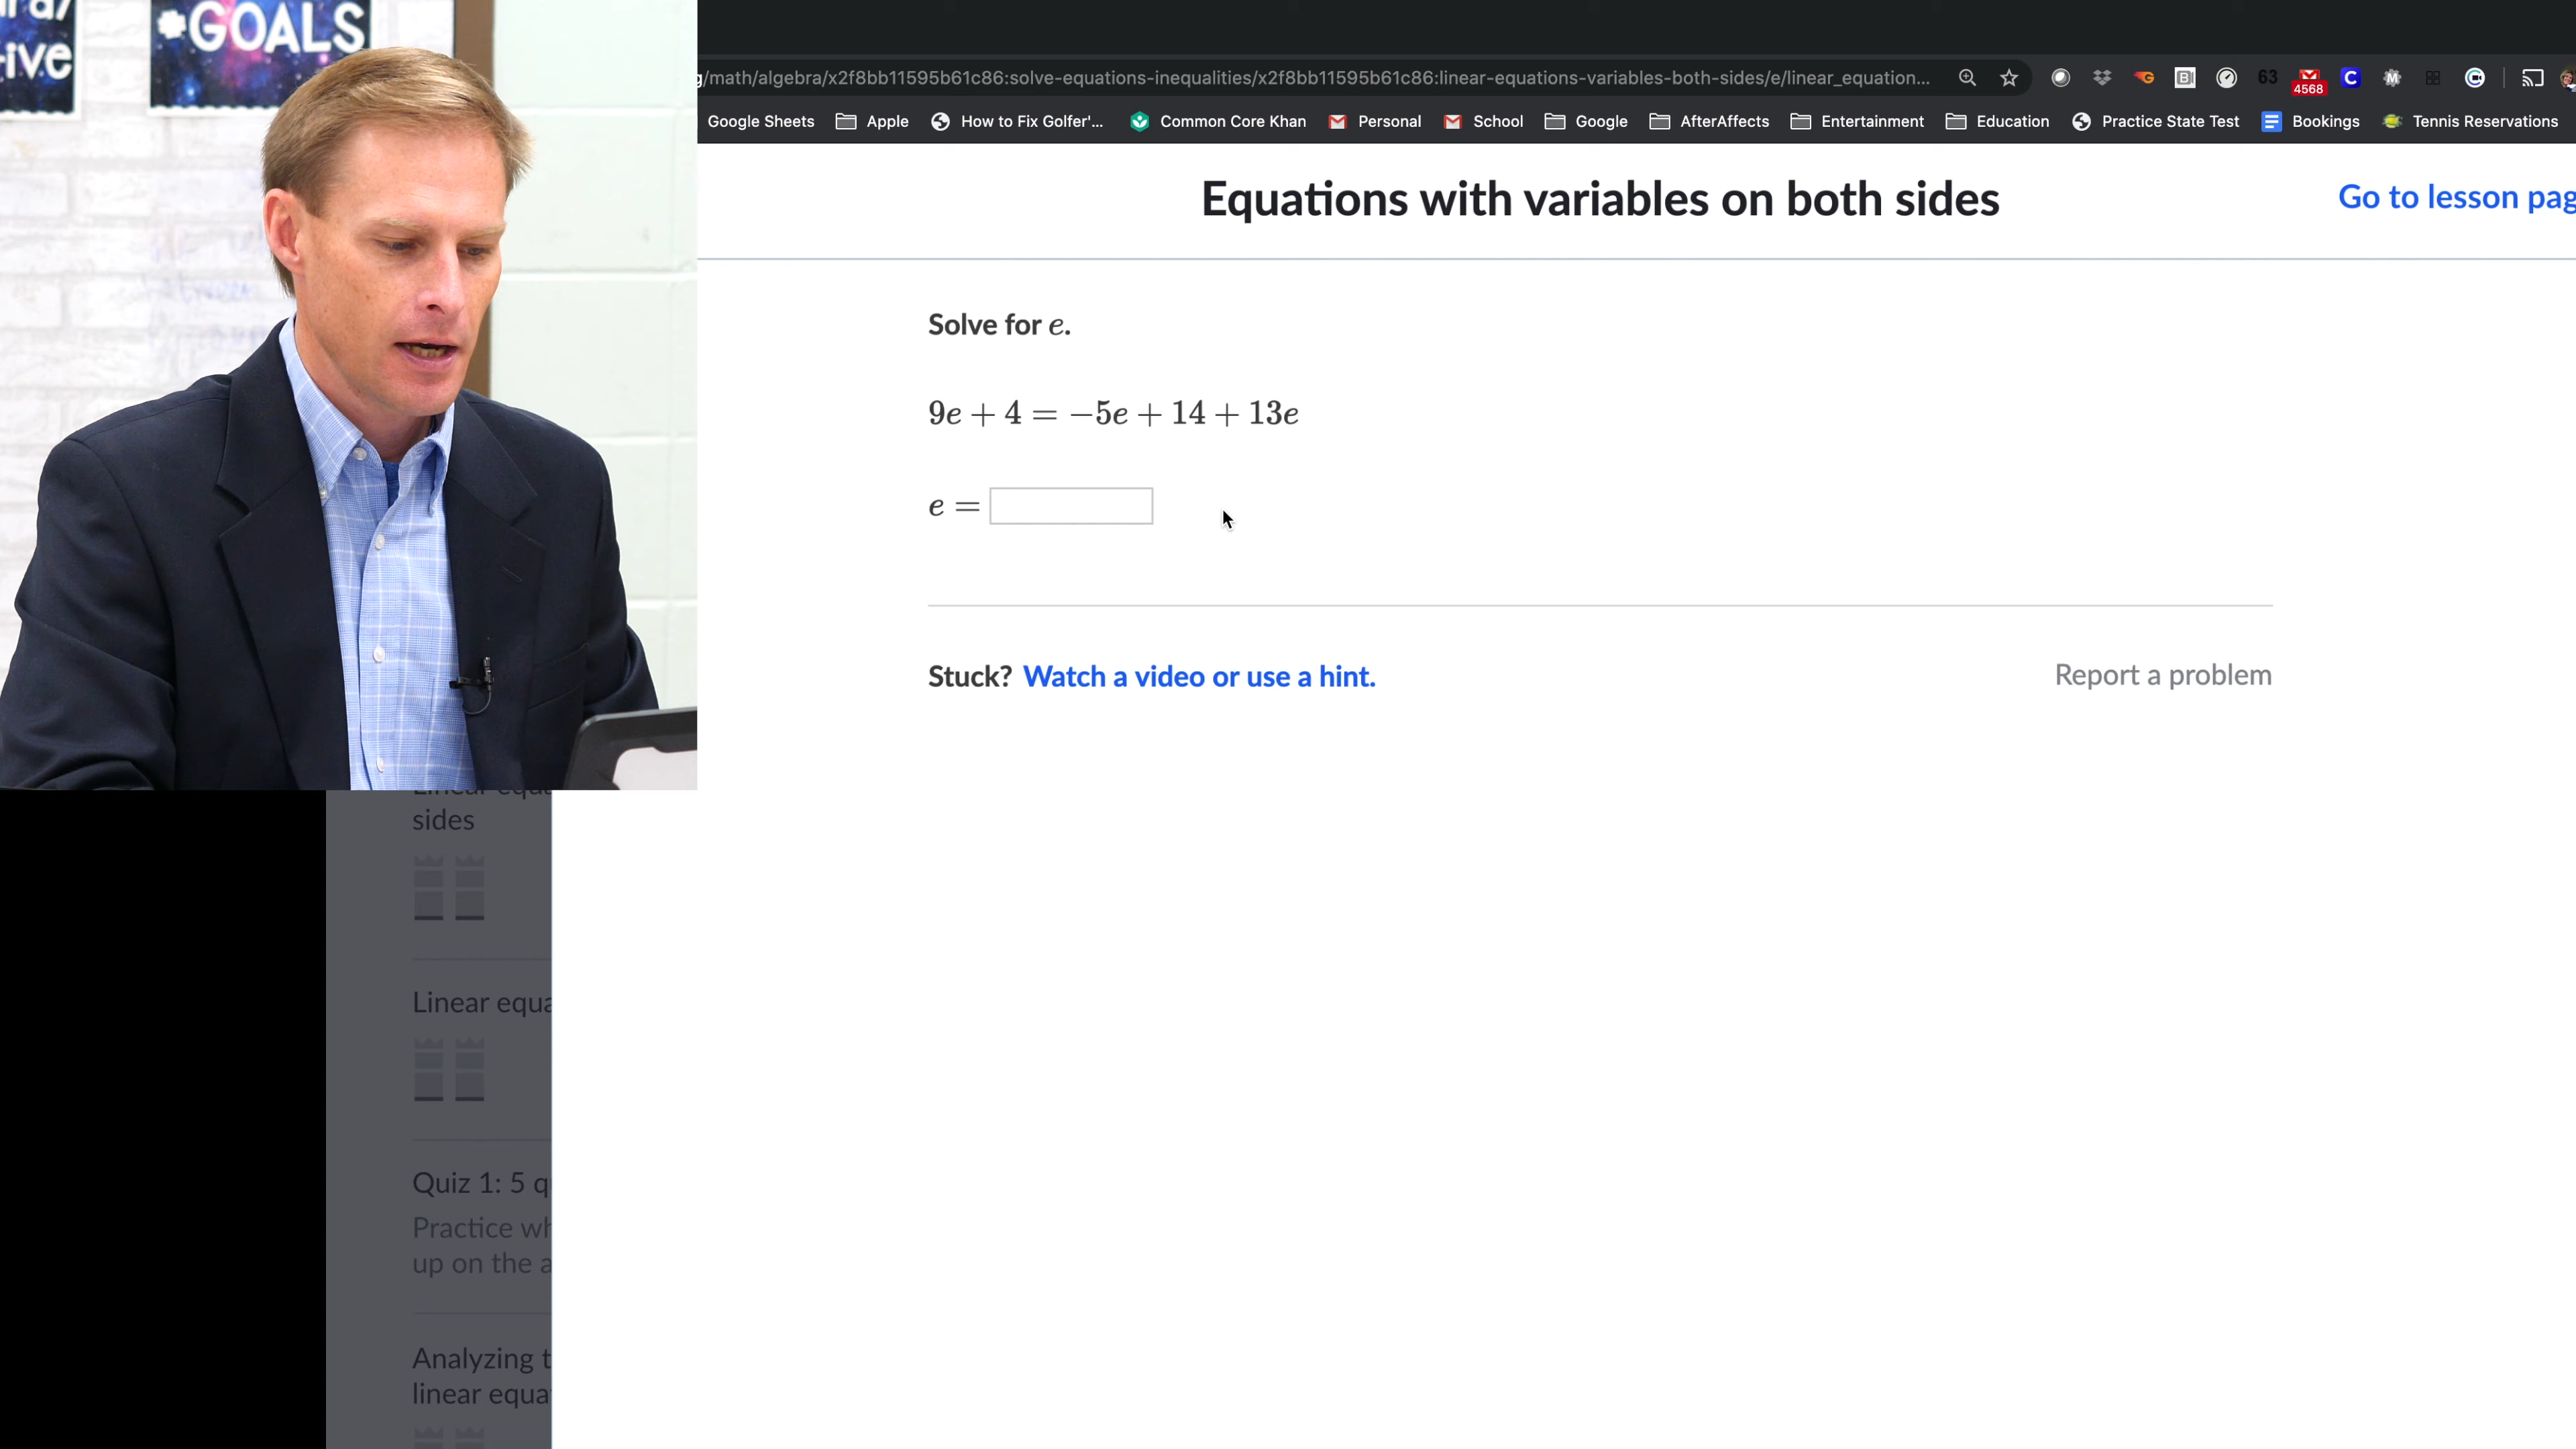 #GOALS
ive
/math/algebra/x2f8bb11595b61c86:solve-equations-inequalities/x2f8bb11595b61c86:linear-equations-variables-both-sides/e/linear_equation...
63
4568
Google Sheets Apple How to Fix Golfer'... Common Core Khan Personal School Google AfterAffects Entertainment Education Practice State Test Bookings Tennis Reservations
Equations with variables on both sides
Go to lesson pag
Solve for e.
9e + 4 = −5e + 14 + 13e
e =
Stuck? Watch a video or use a hint.
Report a problem
sides
Linear equa
Quiz 1: 5 q
Practice wh
up on the a
Analyzing t
linear equa